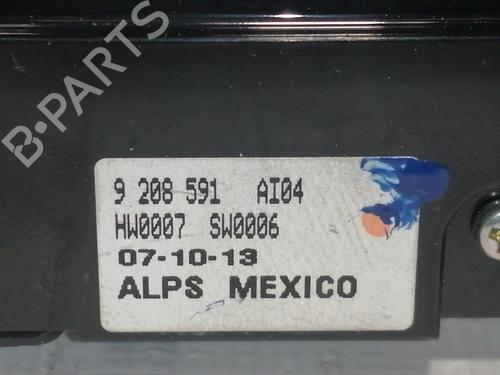 B-PARTS
9 208 591 AI04
HW0007 SW0006
07-10-13
ALPS MEXICO